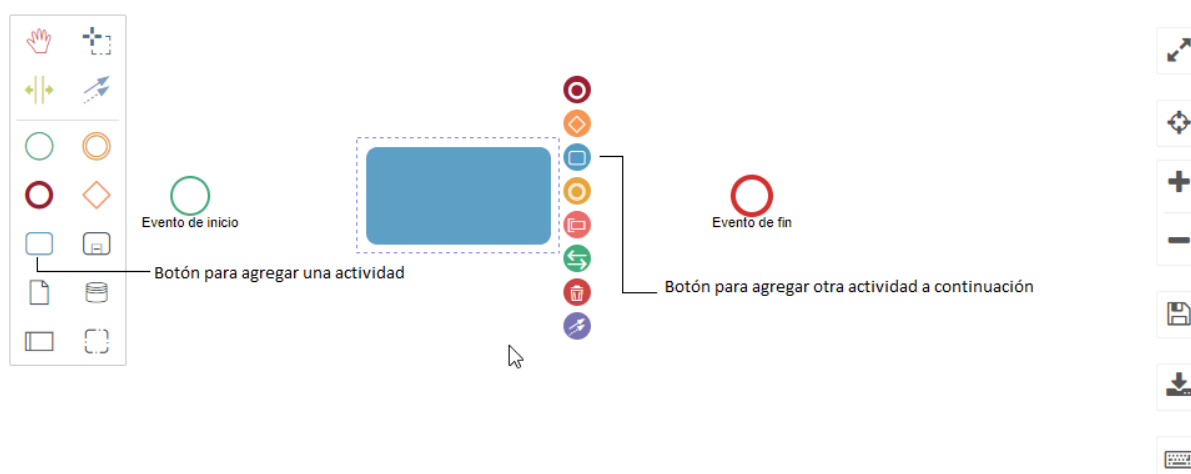 Evento de inicio
Evento de fin
Botón para agregar una actividad
Botón para agregar otra actividad a continuación